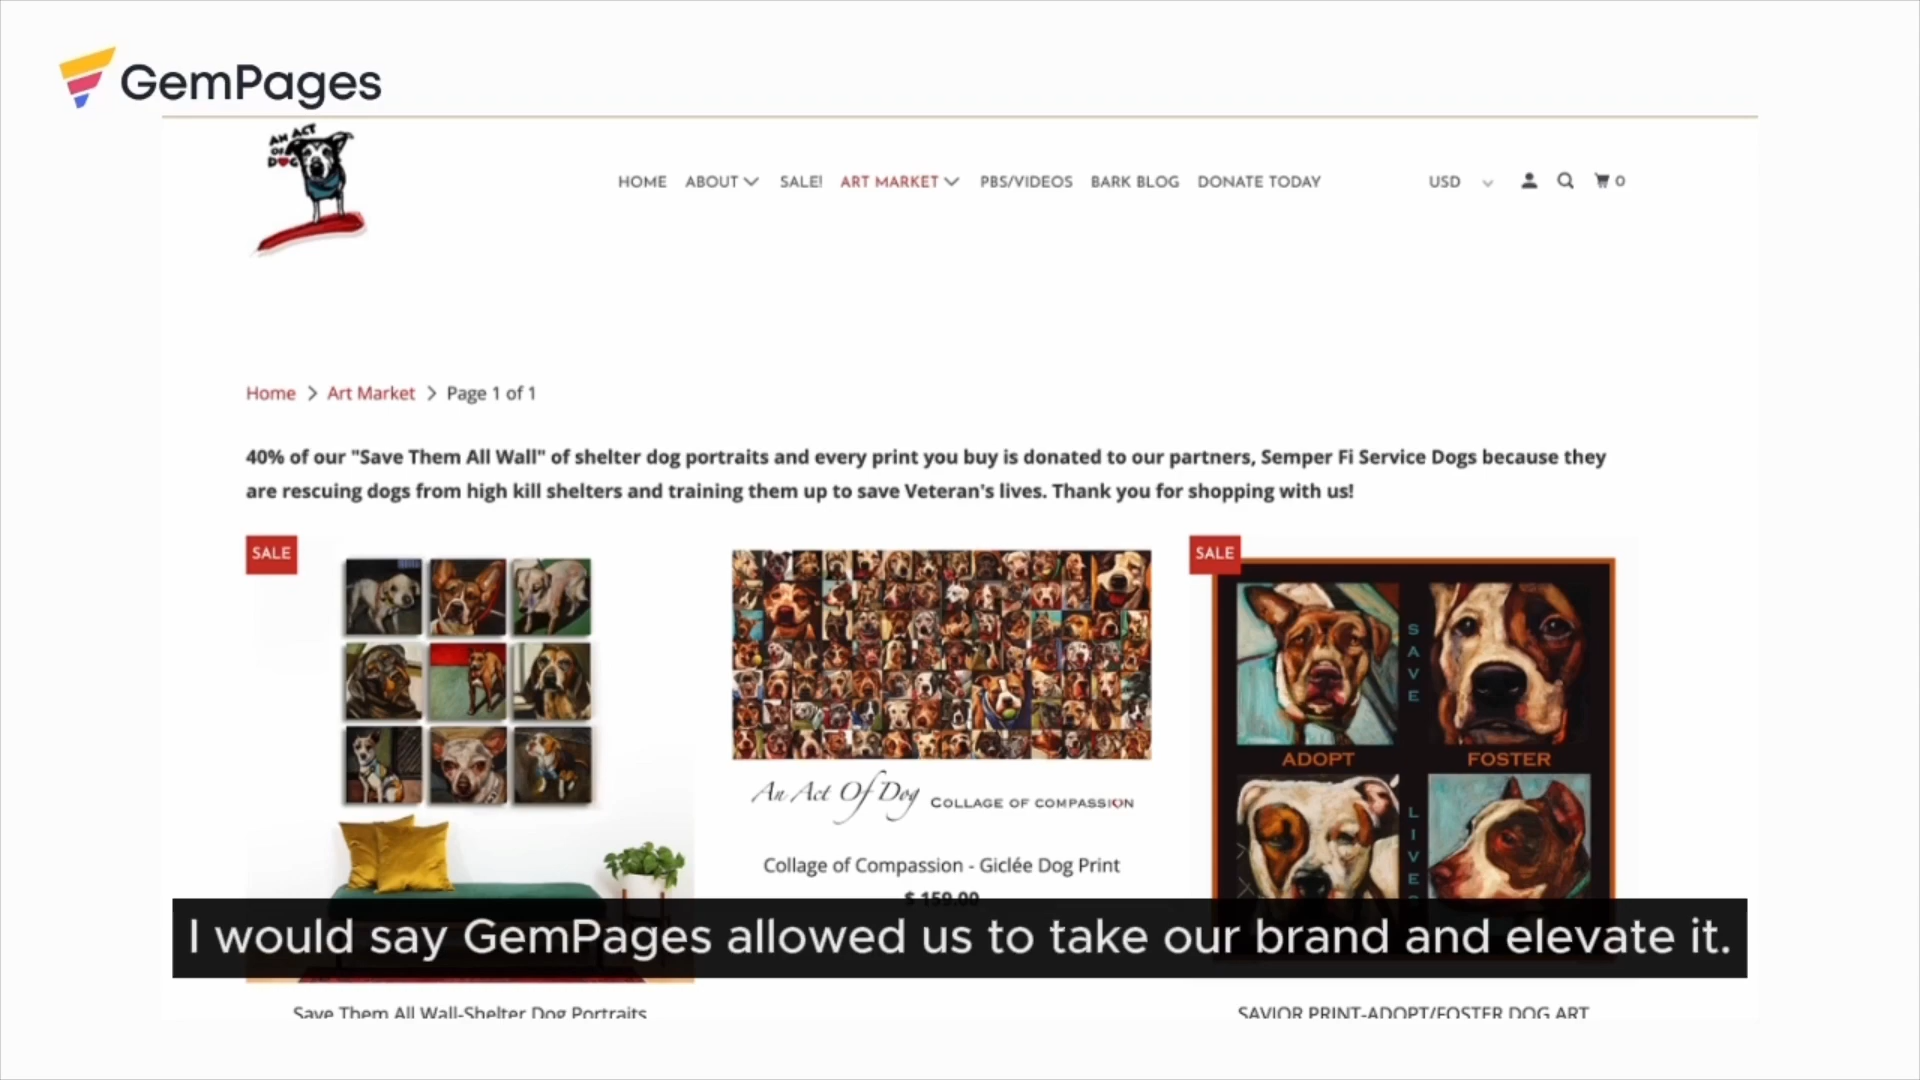 GemPages
AN ACT
OF
DOG
HOME ABOUT SALE! ART MARKET PBS/VIDEOS BARK BLOG DONATE TODAY USD 0
Home > Art Market > Page 1 of 1
40% of our "Save Them All Wall" of shelter dog portraits and every print you buy is donated to our partners, Semper Fi Service Dogs because they
are rescuing dogs from high kill shelters and training them up to save Veteran's lives. Thank you for shopping with us!
SALE
SALE
SAVE
ADOPT
FOSTER
LIVES
An Act Of Dog COLLAGE OF COMPASSION
Collage of Compassion - Giclée Dog Print
$ 159.00
I would say GemPages allowed us to take our brand and elevate it.
Save Them All Wall-Shelter Dog Portraits
SAVIOR PRINT-ADOPT/FOSTER DOG ART